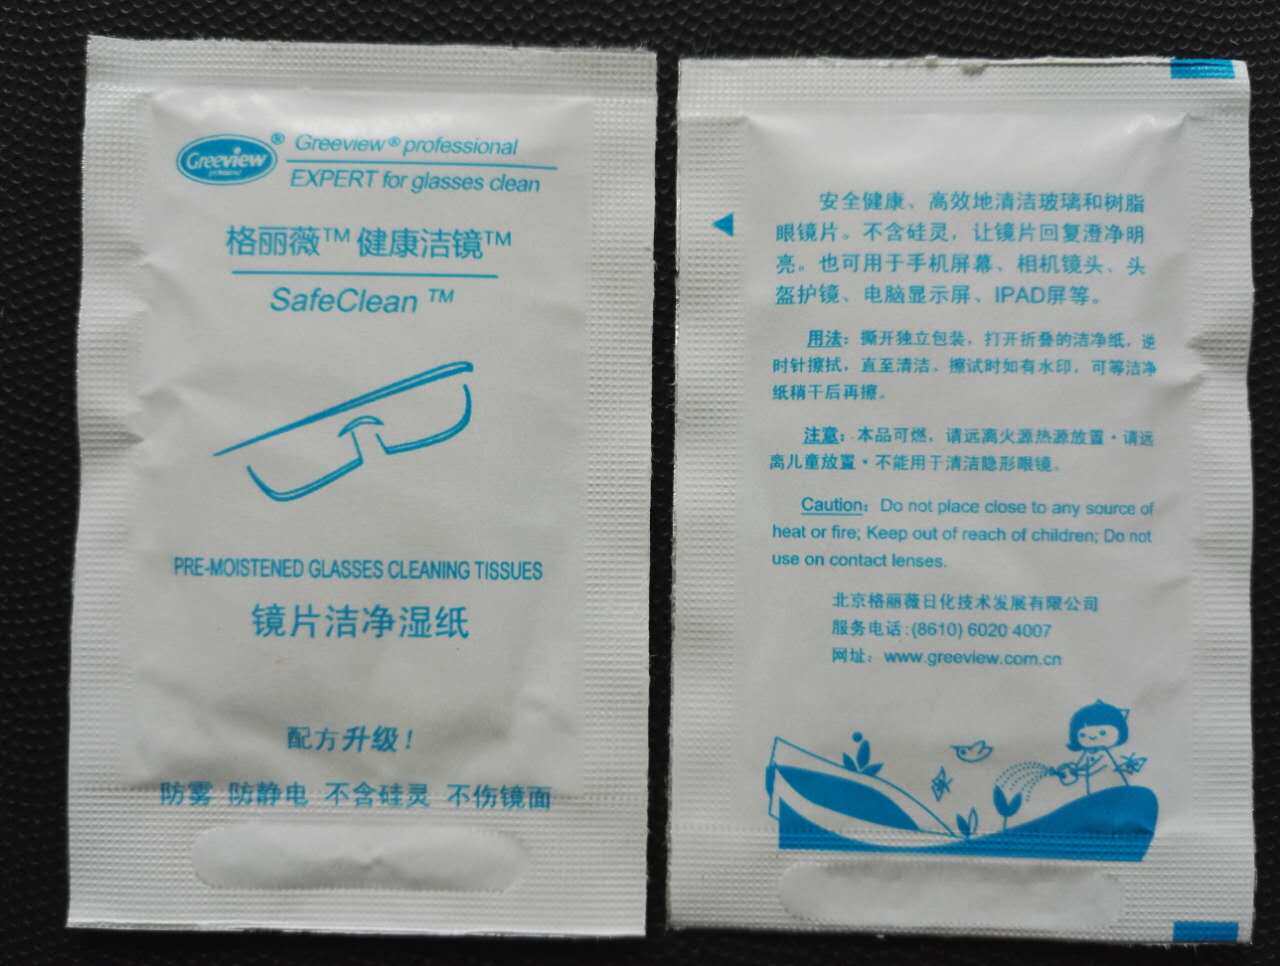 Greeview®
professional
Greeview® professional
EXPERT for glasses clean
格丽薇™ 健康洁镜™
SafeClean ™
PRE-MOISTENED GLASSES CLEANING TISSUES
镜片洁净湿纸
配方升级！
防雾 防静电 不含硅灵 不伤镜面
安全健康、高效地清洁玻璃和树脂
眼镜片。不含硅灵，让镜片回复澄净明
亮。也可用于手机屏幕、相机镜头、头
盔护镜、电脑显示屏、IPAD屏等。
用法：撕开独立包装，打开折叠的洁净纸，逆
时针擦拭，直至清洁。擦试时如有水印，可等洁净
纸稍干后再擦。
注意：本品可燃，请远离火源热源放置·请远
离儿童放置·不能用于清洁隐形眼镜。
Caution: Do not place close to any source of
heat or fire; Keep out of reach of children; Do not
use on contact lenses.
北京格丽薇日化技术发展有限公司
服务电话:(8610) 6020 4007
网址：www.greeview.com.cn